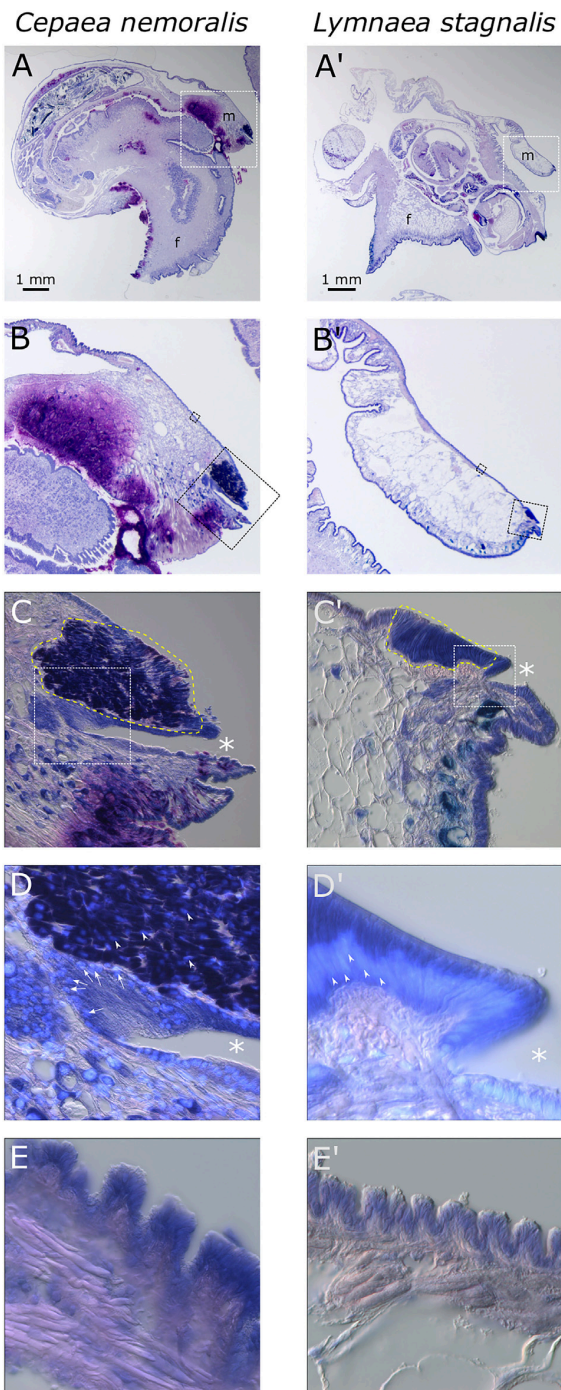 Cepaea nemoralis Lymnaea stagnalis
A A'
m m
f f
1 mm 1 mm
B B'
C C'
* *
D D'
* *
E E'